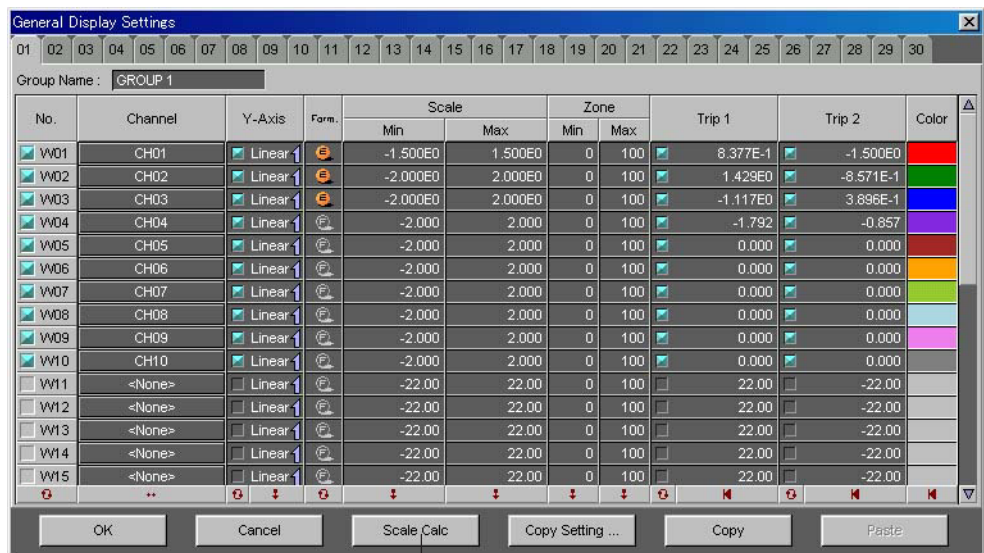 General Display Settings
01 02 03 04 05 06 07 08 09 10 11 12 13 14 15 16 17 18 19 20 21 22 23 24 25 26 27 28 29 30
Group Name : GROUP 1
No. Channel Y-Axis Form. Scale Zone Trip 1 Trip 2 Color
Min Max Min Max
W01 CH01 Linear E -1.500E0 1.500E0 0 100 8.377E-1 -1.500E0
W02 CH02 Linear E -2.000E0 2.000E0 0 100 1.429E0 -8.571E-1
W03 CH03 Linear E -2.000E0 2.000E0 0 100 -1.117E0 3.896E-1
W04 CH04 Linear F -2.000 2.000 0 100 -1.792 -0.857
W05 CH05 Linear F -2.000 2.000 0 100 0.000 0.000
W06 CH06 Linear F -2.000 2.000 0 100 0.000 0.000
W07 CH07 Linear F -2.000 2.000 0 100 0.000 0.000
W08 CH08 Linear F -2.000 2.000 0 100 0.000 0.000
W09 CH09 Linear F -2.000 2.000 0 100 0.000 0.000
W10 CH10 Linear F -2.000 2.000 0 100 0.000 0.000
W11 <None> Linear F -22.00 22.00 0 100 22.00 -22.00
W12 <None> Linear F -22.00 22.00 0 100 22.00 -22.00
W13 <None> Linear F -22.00 22.00 0 100 22.00 -22.00
W14 <None> Linear F -22.00 22.00 0 100 22.00 -22.00
W15 <None> Linear F -22.00 22.00 0 100 22.00 -22.00
OK Cancel Scale Calc Copy Setting ... Copy Paste